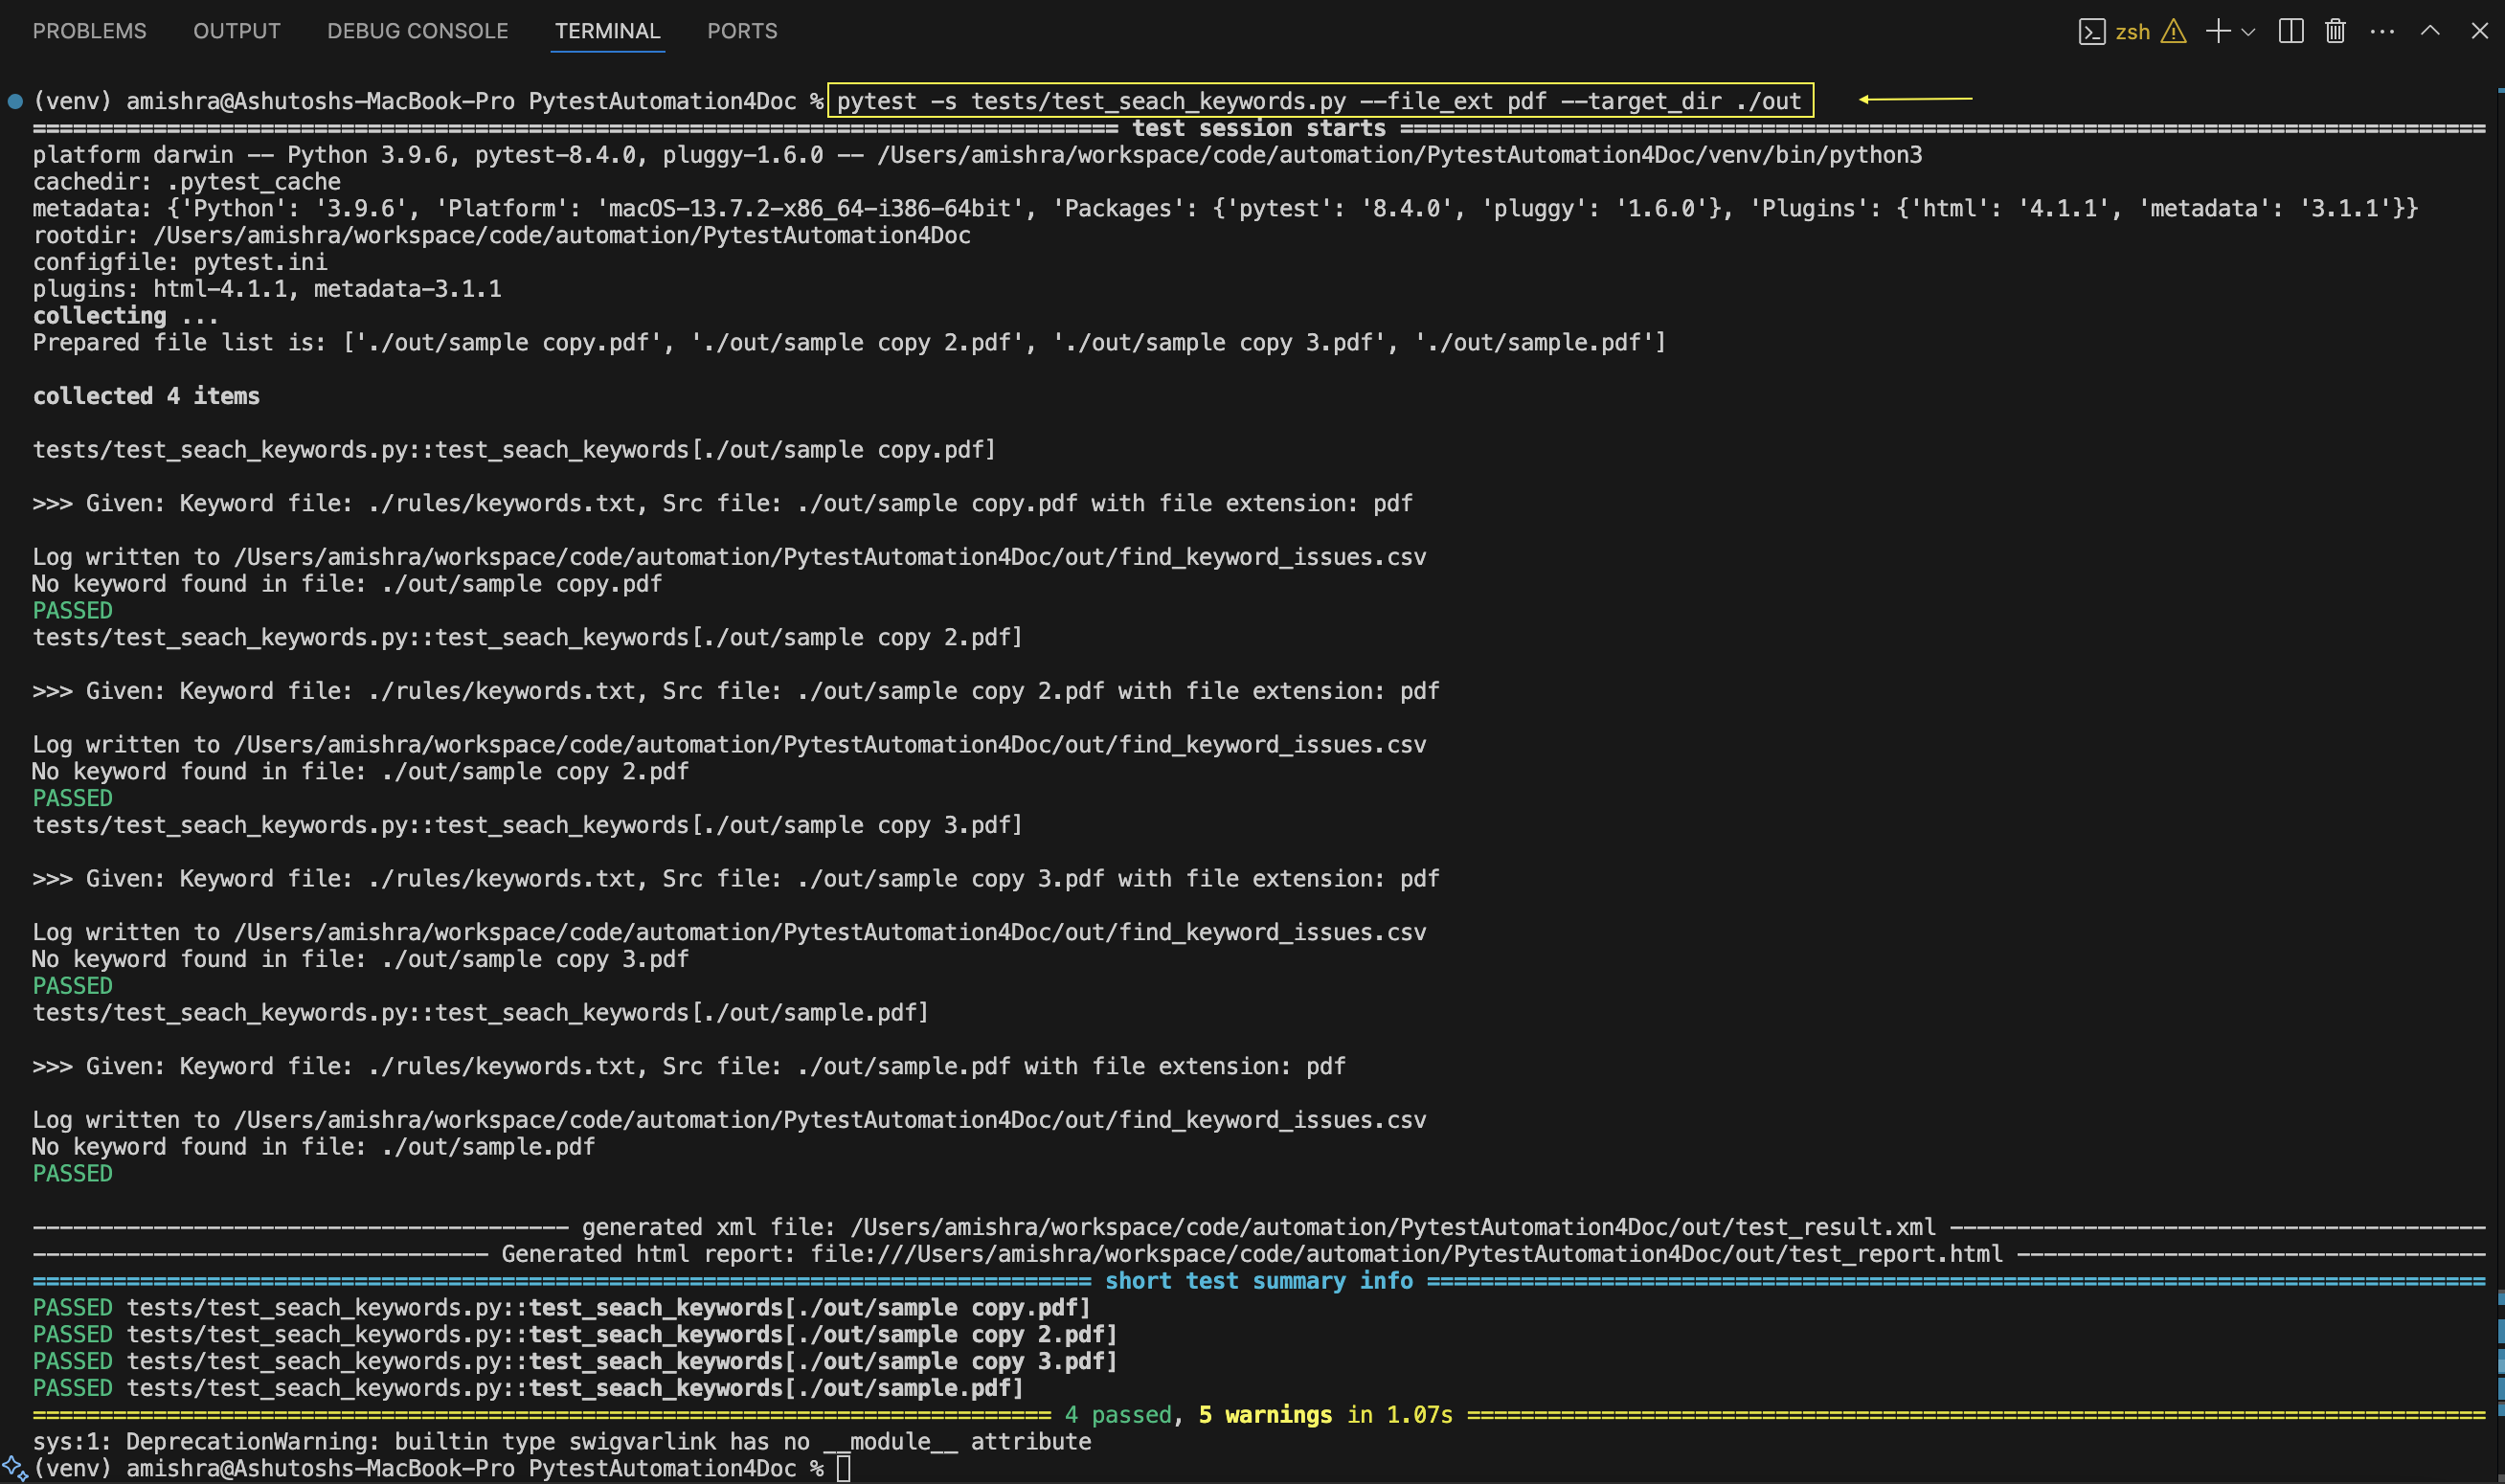 PROBLEMS OUTPUT DEBUG CONSOLE TERMINAL PORTS zsh
(venv) amishra@Ashutoshs-MacBook-Pro PytestAutomation4Doc % pytest -s tests/test_seach_keywords.py --file_ext pdf --target_dir ./out
================================================================================= test session starts =================================================================================
platform darwin -- Python 3.9.6, pytest-8.4.0, pluggy-1.6.0 -- /Users/amishra/workspace/code/automation/PytestAutomation4Doc/venv/bin/python3
cachedir: .pytest_cache
metadata: {'Python': '3.9.6', 'Platform': 'macOS-13.7.2-x86_64-i386-64bit', 'Packages': {'pytest': '8.4.0', 'pluggy': '1.6.0'}, 'Plugins': {'html': '4.1.1', 'metadata': '3.1.1'}}
rootdir: /Users/amishra/workspace/code/automation/PytestAutomation4Doc
configfile: pytest.ini
plugins: html-4.1.1, metadata-3.1.1
collecting ...
Prepared file list is: ['./out/sample copy.pdf', './out/sample copy 2.pdf', './out/sample copy 3.pdf', './out/sample.pdf']
collected 4 items
tests/test_seach_keywords.py::test_seach_keywords[./out/sample copy.pdf]
>>> Given: Keyword file: ./rules/keywords.txt, Src file: ./out/sample copy.pdf with file extension: pdf
Log written to /Users/amishra/workspace/code/automation/PytestAutomation4Doc/out/find_keyword_issues.csv
No keyword found in file: ./out/sample copy.pdf
PASSED
tests/test_seach_keywords.py::test_seach_keywords[./out/sample copy 2.pdf]
>>> Given: Keyword file: ./rules/keywords.txt, Src file: ./out/sample copy 2.pdf with file extension: pdf
Log written to /Users/amishra/workspace/code/automation/PytestAutomation4Doc/out/find_keyword_issues.csv
No keyword found in file: ./out/sample copy 2.pdf
PASSED
tests/test_seach_keywords.py::test_seach_keywords[./out/sample copy 3.pdf]
>>> Given: Keyword file: ./rules/keywords.txt, Src file: ./out/sample copy 3.pdf with file extension: pdf
Log written to /Users/amishra/workspace/code/automation/PytestAutomation4Doc/out/find_keyword_issues.csv
No keyword found in file: ./out/sample copy 3.pdf
PASSED
tests/test_seach_keywords.py::test_seach_keywords[./out/sample.pdf]
>>> Given: Keyword file: ./rules/keywords.txt, Src file: ./out/sample.pdf with file extension: pdf
Log written to /Users/amishra/workspace/code/automation/PytestAutomation4Doc/out/find_keyword_issues.csv
No keyword found in file: ./out/sample.pdf
PASSED
---------------------------------------- generated xml file: /Users/amishra/workspace/code/automation/PytestAutomation4Doc/out/test_result.xml ----------------------------------------
---------------------------------- Generated html report: file:///Users/amishra/workspace/code/automation/PytestAutomation4Doc/out/test_report.html -----------------------------------
=============================================================================== short test summary info ===============================================================================
PASSED tests/test_seach_keywords.py::test_seach_keywords[./out/sample copy.pdf]
PASSED tests/test_seach_keywords.py::test_seach_keywords[./out/sample copy 2.pdf]
PASSED tests/test_seach_keywords.py::test_seach_keywords[./out/sample copy 3.pdf]
PASSED tests/test_seach_keywords.py::test_seach_keywords[./out/sample.pdf]
============================================================================ 4 passed, 5 warnings in 1.07s ============================================================================
sys:1: DeprecationWarning: builtin type swigvarlink has no __module__ attribute
(venv) amishra@Ashutoshs-MacBook-Pro PytestAutomation4Doc %